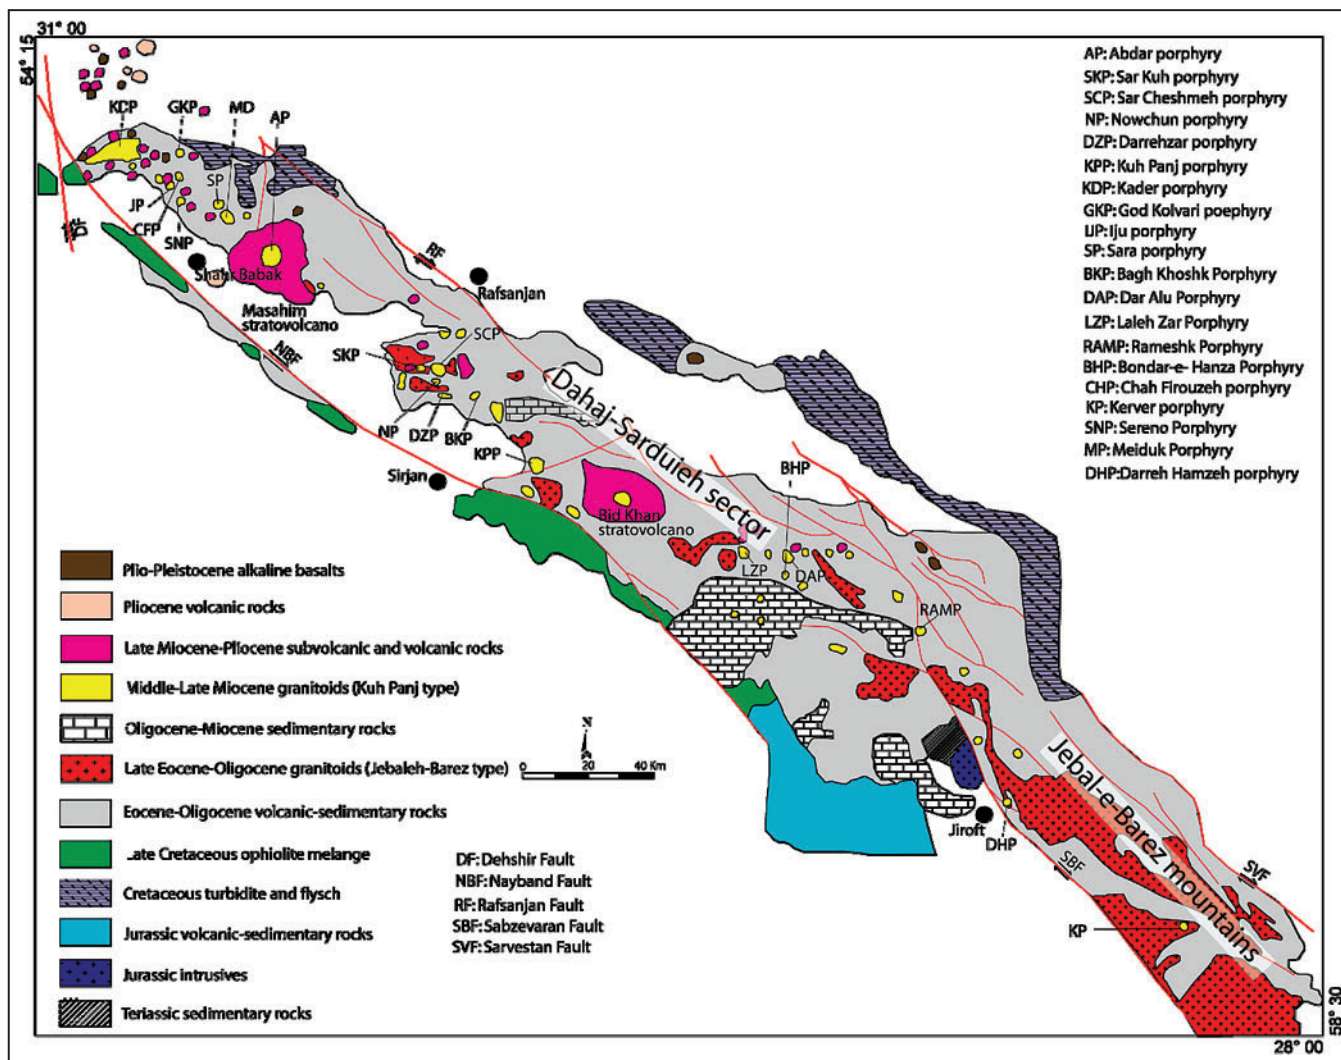 31° 00
54° 15
AP: Abdar porphyry
SKP: Sar Kuh porphyry
SCP: Sar Cheshmeh porphyry
NP: Nowchun porphyry
DZP: Darrehzar porphyry
KPP: Kuh Panj porphyry
KDP: Kader porphyry
GKP: God Kolvari poephyry
IJP: Iju porphyry
SP: Sara porphyry
BKP: Bagh Khoshk Porphyry
DAP: Dar Alu Porphyry
LZP: Laleh Zar Porphyry
RAMP: Rameshk Porphyry
BHP: Bondar-e- Hanza Porphyry
CHP: Chah Firouzeh porphyry
KP: Kerver porphyry
SNP: Sereno Porphyry
MP: Meiduk Porphyry
DHP:Darreh Hamzeh porphyry
KDP
GKP
MD
AP
SP
JP
CFP
SNP
DF
Shahr Babak
Masahim
stratovolcano
RF
Rafsanjan
NBF
SKP
SCP
NP
DZP
BKP
KPP
Sirjan
Dahaj-Sarduieh sector
Bid Khan
stratovolcano
BHP
LZP
DAP
RAMP
Jiroft
DHP
SBF
SVF
KP
Jebal-e-Barez mountains
Plio-Pleistocene alkaline basalts
Pliocene volcanic rocks
Late Miocene-Pliocene subvolcanic and volcanic rocks
Middle-Late Miocene granitoids (Kuh Panj type)
Oligocene-Miocene sedimentary rocks
Late Eocene-Oligocene granitoids (Jebaleh-Barez type)
Eocene-Oligocene volcanic-sedimentary rocks
Late Cretaceous ophiolite melange
Cretaceous turbidite and flysch
Jurassic volcanic-sedimentary rocks
Jurassic intrusives
Teriassic sedimentary rocks
N
0 20 40 Km
DF: Dehshir Fault
NBF: Nayband Fault
RF: Rafsanjan Fault
SBF: Sabzevaran Fault
SVF: Sarvestan Fault
58° 30
28° 00